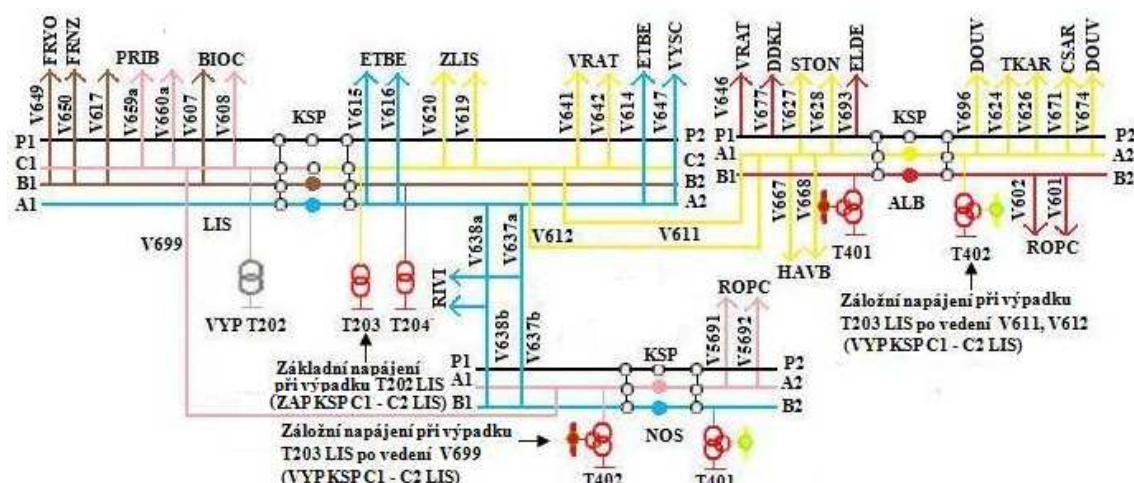 FRYO
FRNZ
PRIB
BIOC
ETBE
ZLIS
VRAT
ETBE
VYSC
VRAT
DDKL
STON
ELDE
DOUV
TKAR
CSAR
DOUV
V649
V650
V617
V659a
V660a
V607
V608
V615
V616
V620
V619
V641
V642
V614
V647
V646
V677
V627
V628
V693
V696
V624
V626
V671
V674
KSP
KSP
P1
P2
P1
P2
C1
C2
A1
A2
B1
B2
B1
B2
A1
A2
LIS
ALB
V699
V638a
V637a
V612
V611
V667
V668
V602
V601
T401
T402
ROPC
HAVB
RIVI
VYP T202
T203
T204
ROPC
V638b
V637b
V5691
V5692
Záložní napájení při výpadku
T203 LIS po vedení V611, V612
(VYP KSP C1 - C2 LIS)
Základní napájení
při výpadku T202 LIS
(ZAP KSP C1 - C2 LIS)
P1
KSP
P2
A1
A2
B1
B2
NOS
Záložní napájení při výpadku
T203 LIS po vedení V699
(VYP KSP C1 - C2 LIS)
T402
T401